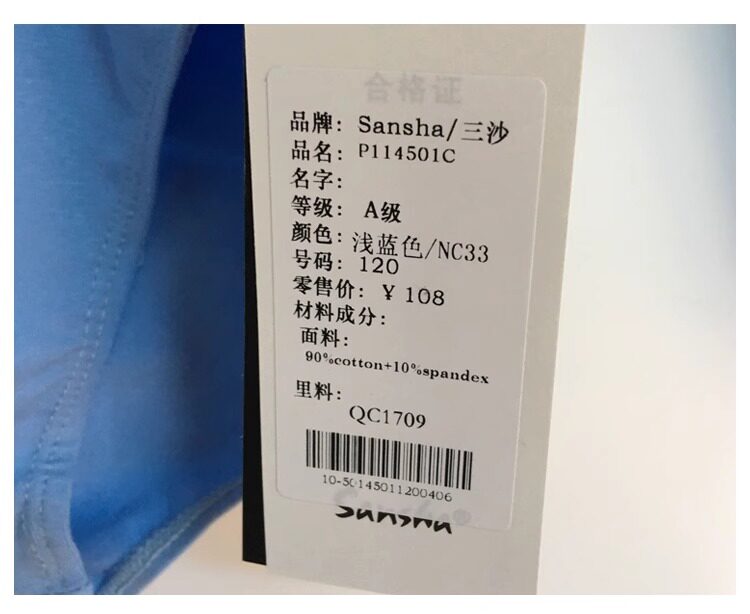 合格证
品牌: Sansha/三沙
品名: P114501C
名字:
等级: A级
颜色: 浅蓝色/NC33
号码: 120
零售价: ¥ 108
材料成分:
面料:
90%cotton+10%spandex
里料:
QC1709
10-50145011200406
Sansha